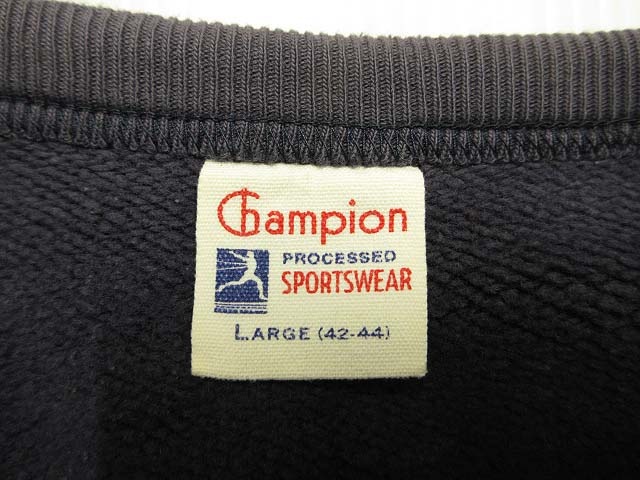 Champion
PROCESSED
SPORTSWEAR
LARGE (42-44)